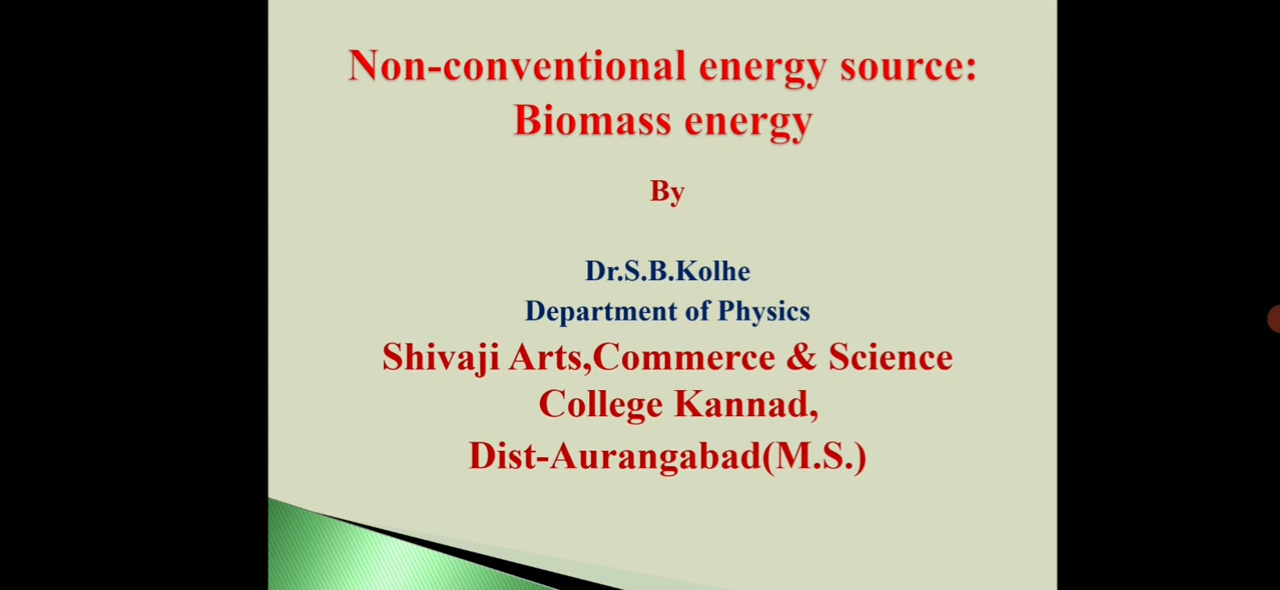 Non-conventional energy source:
Biomass energy
By
Dr.S.B.Kolhe
Department of Physics
Shivaji Arts,Commerce & Science
College Kannad,
Dist-Aurangabad(M.S.)